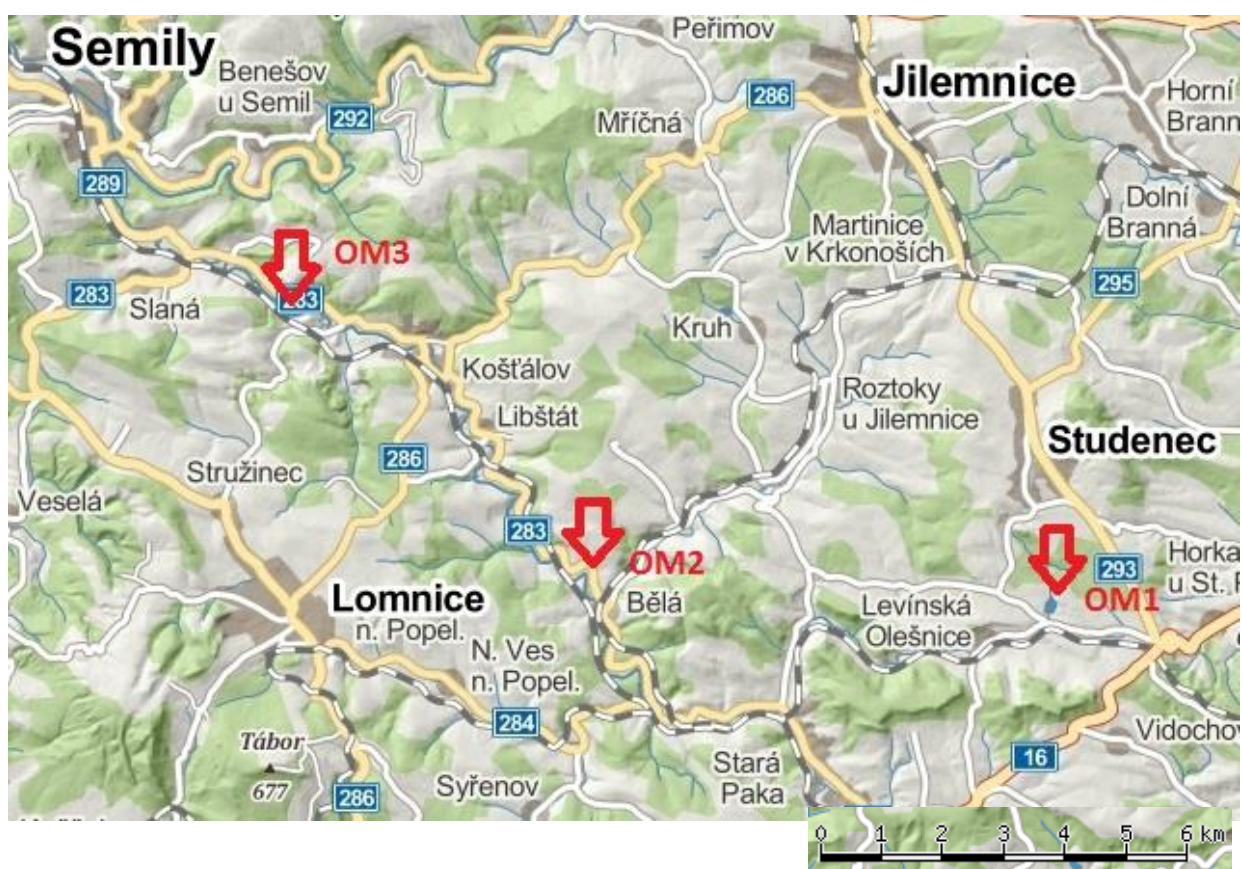 Semily
Benešov
u Semil
292
Peřimov
286
Jilemnice
Horní
Brann
Mříčná
289
Dolní
Branná
Martinice
v Krkonoších
OM3
283
283
295
Slaná
Kruh
Košťálov
Roztoky
u Jilemnice
Libštát
Studenec
286
Stružinec
Veselá
283
OM2
293
Horka
u St. P
OM1
Lomnice
n. Popel.
Bělá
Levínská
Olešnice
N. Ves
n. Popel.
284
Tábor
677
Vidochov
16
Stará
Paka
Syřenov
286
0 1 2 3 4 5 6 km